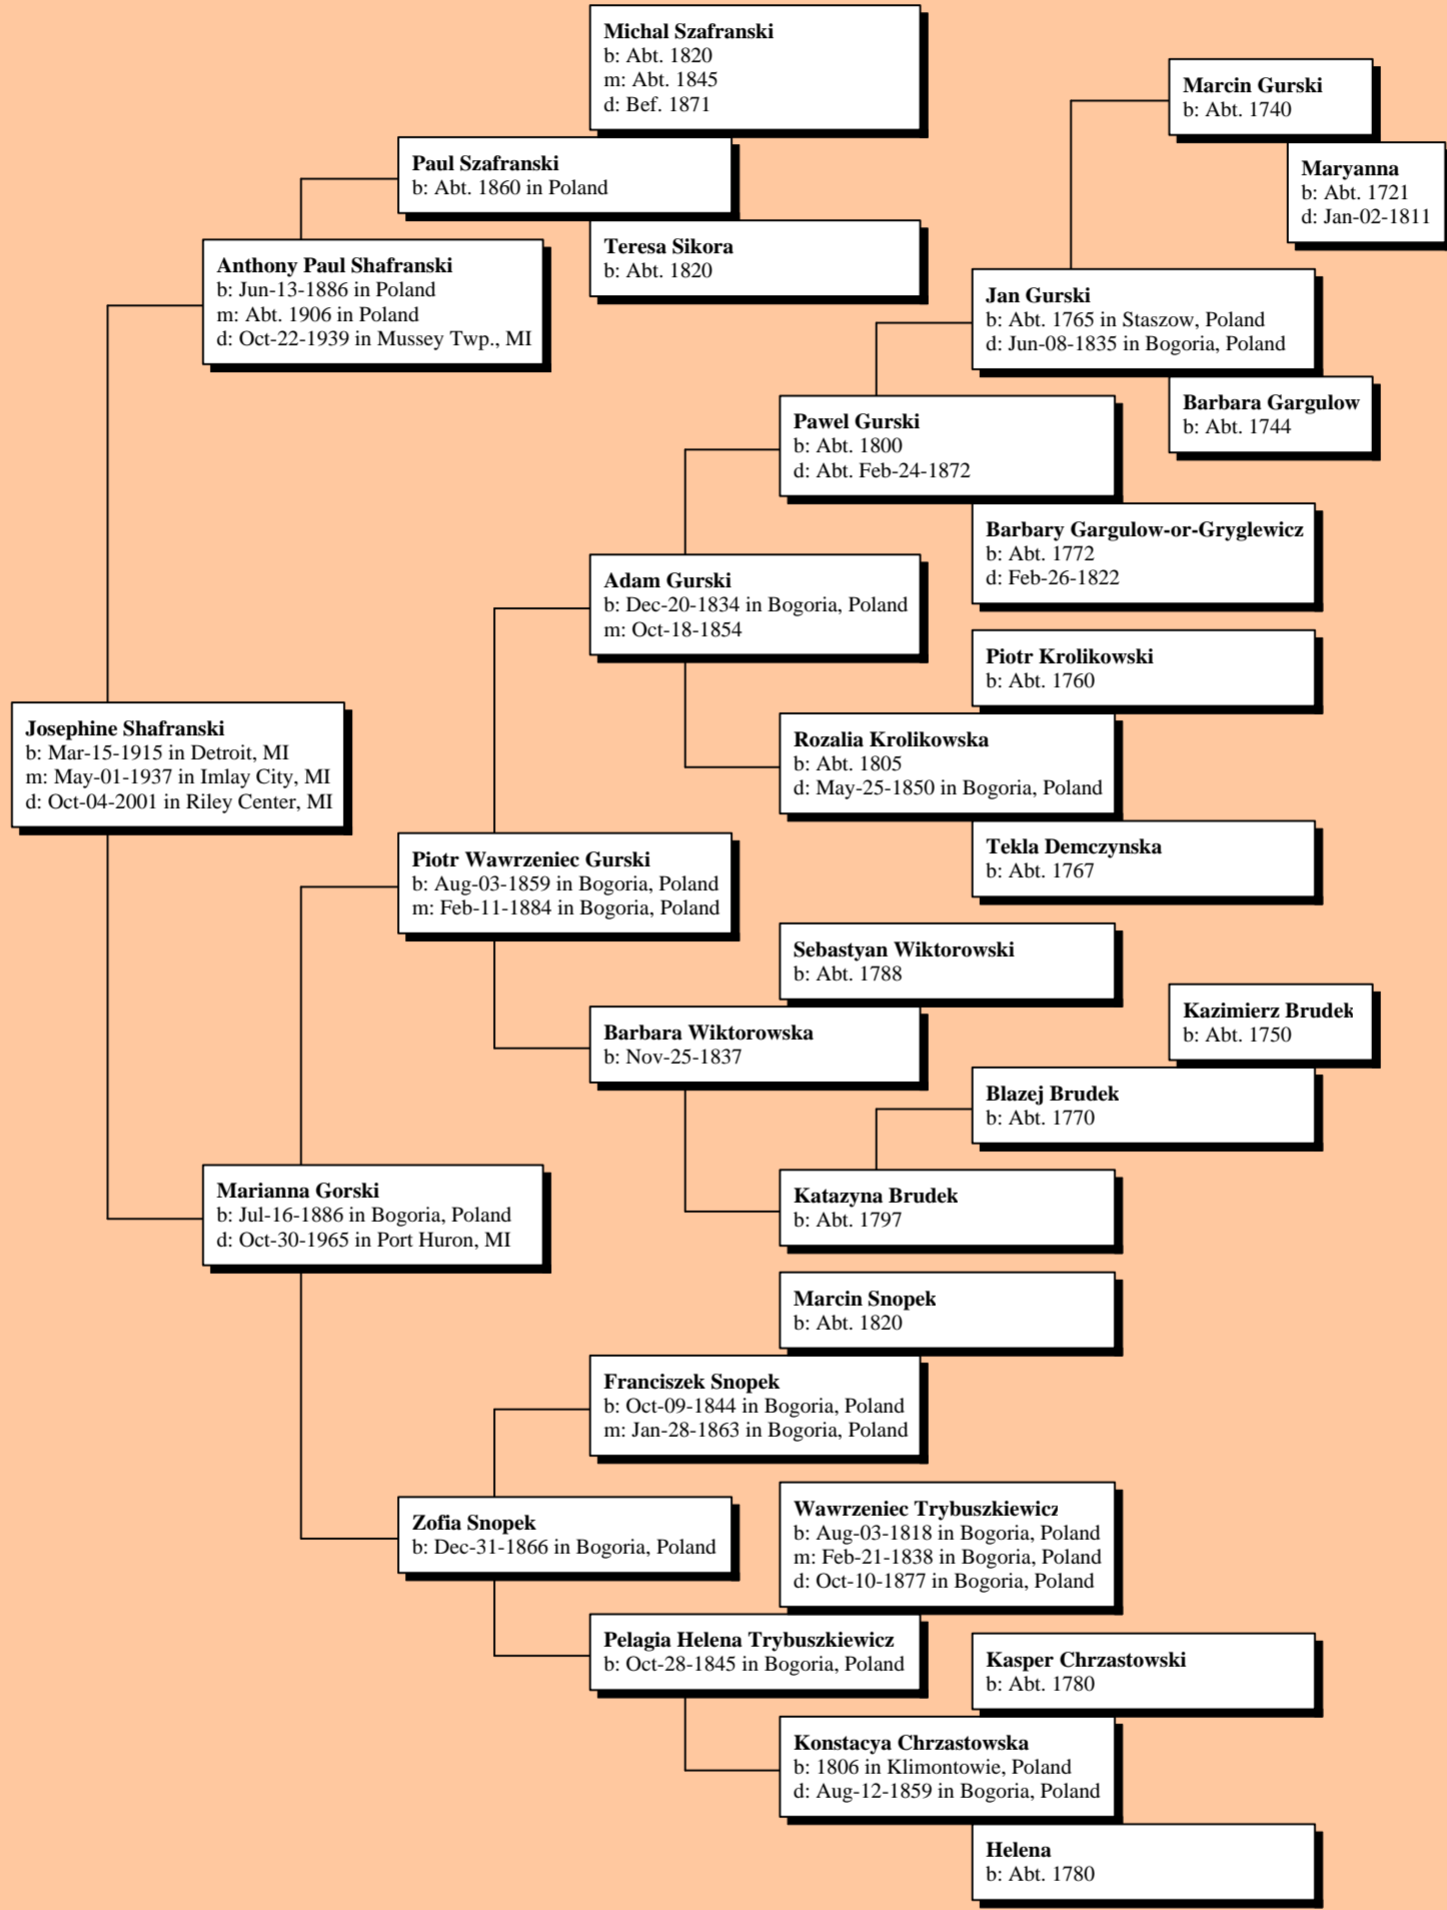 Michal Szafranski
b: Abt. 1820
m: Abt. 1845
d: Bef. 1871
Marcin Gurski
b: Abt. 1740
Paul Szafranski
b: Abt. 1860 in Poland
Maryanna
b: Abt. 1721
d: Jan-02-1811
Teresa Sikora
b: Abt. 1820
Anthony Paul Shafranski
b: Jun-13-1886 in Poland
m: Abt. 1906 in Poland
d: Oct-22-1939 in Mussey Twp., MI
Jan Gurski
b: Abt. 1765 in Staszow, Poland
d: Jun-08-1835 in Bogoria, Poland
Barbara Gargulow
b: Abt. 1744
Pawel Gurski
b: Abt. 1800
d: Abt. Feb-24-1872
Barbary Gargulow-or-Gryglewicz
b: Abt. 1772
d: Feb-26-1822
Adam Gurski
b: Dec-20-1834 in Bogoria, Poland
m: Oct-18-1854
Piotr Krolikowski
b: Abt. 1760
Josephine Shafranski
b: Mar-15-1915 in Detroit, MI
m: May-01-1937 in Imlay City, MI
d: Oct-04-2001 in Riley Center, MI
Rozalia Krolikowska
b: Abt. 1805
d: May-25-1850 in Bogoria, Poland
Tekla Demczynska
b: Abt. 1767
Piotr Wawrzeniec Gurski
b: Aug-03-1859 in Bogoria, Poland
m: Feb-11-1884 in Bogoria, Poland
Sebastyan Wiktorowski
b: Abt. 1788
Kazimierz Brudek
b: Abt. 1750
Barbara Wiktorowska
b: Nov-25-1837
Blazej Brudek
b: Abt. 1770
Marianna Gorski
b: Jul-16-1886 in Bogoria, Poland
d: Oct-30-1965 in Port Huron, MI
Katazyna Brudek
b: Abt. 1797
Marcin Snopek
b: Abt. 1820
Franciszek Snopek
b: Oct-09-1844 in Bogoria, Poland
m: Jan-28-1863 in Bogoria, Poland
Wawrzeniec Trybuszkiewicz
b: Aug-03-1818 in Bogoria, Poland
m: Feb-21-1838 in Bogoria, Poland
d: Oct-10-1877 in Bogoria, Poland
Zofia Snopek
b: Dec-31-1866 in Bogoria, Poland
Pelagia Helena Trybuszkiewicz
b: Oct-28-1845 in Bogoria, Poland
Kasper Chrzastowski
b: Abt. 1780
Konstacya Chrzastowska
b: 1806 in Klimontowie, Poland
d: Aug-12-1859 in Bogoria, Poland
Helena
b: Abt. 1780